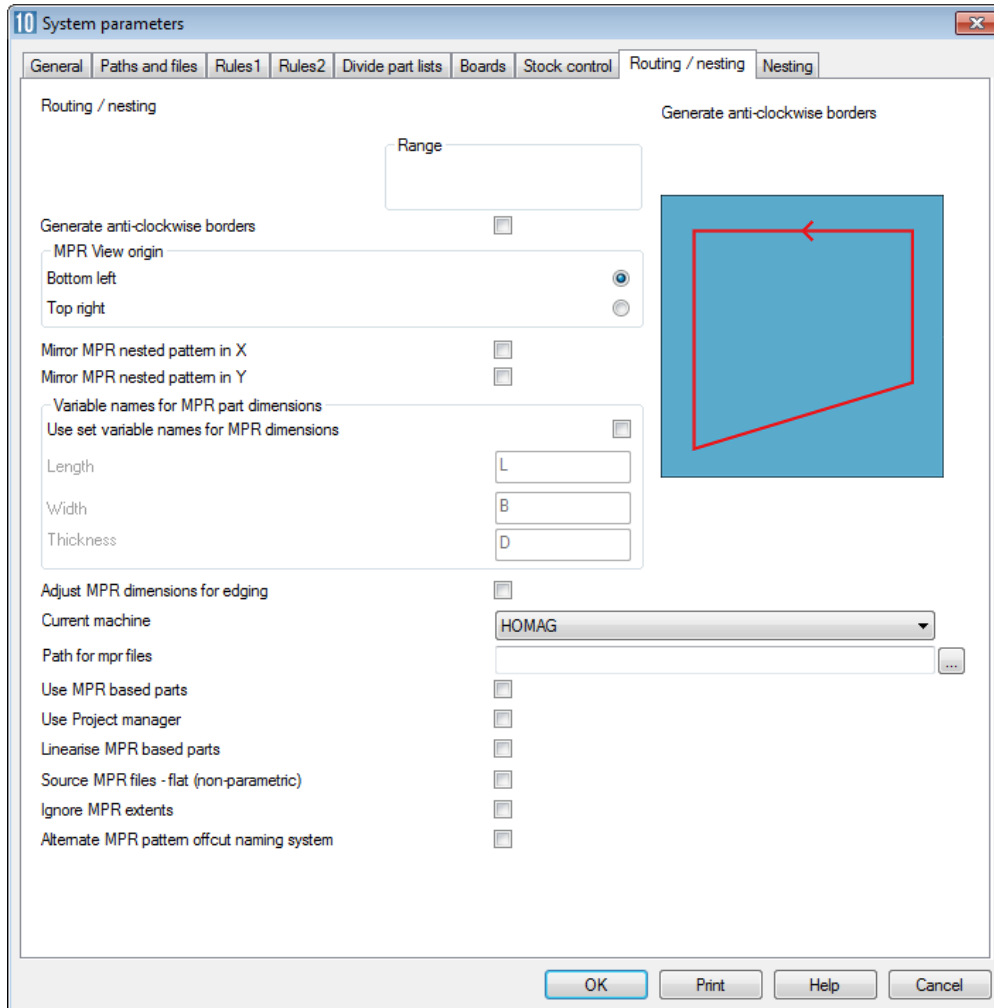 10 System parameters
General Paths and files Rules1 Rules2 Divide part lists Boards Stock control Routing / nesting Nesting
Routing / nesting
Generate anti-clockwise borders
Range
Generate anti-clockwise borders
MPR View origin
Bottom left
Top right
Mirror MPR nested pattern in X
Mirror MPR nested pattern in Y
Variable names for MPR part dimensions
Use set variable names for MPR dimensions
Length L
Width B
Thickness D
Adjust MPR dimensions for edging
Current machine HOMAG
Path for mpr files ...
Use MPR based parts
Use Project manager
Linearise MPR based parts
Source MPR files - flat (non-parametric)
Ignore MPR extents
Alternate MPR pattern offcut naming system
OK Print Help Cancel